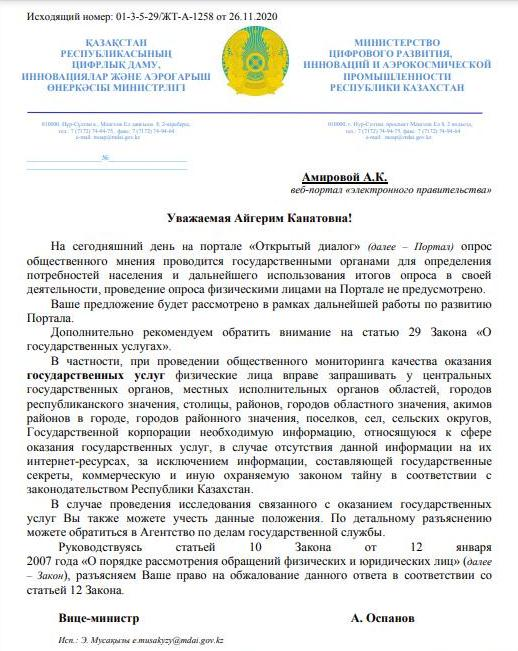 Исходящий номер: 01-3-5-29/ЖТ-А-1258 от 26.11.2020
ҚАЗАҚСТАН
РЕСПУБЛИКАСЫНЫҢ
ЦИФРЛЫҚ ДАМУ,
ИННОВАЦИЯЛАР ЖӘНЕ АЭРОҒАРЫШ
ӨНЕРКӘСІБІ МИНИСТРЛІГІ
МИНИСТЕРСТВО
ЦИФРОВОГО РАЗВИТИЯ,
ИННОВАЦИЙ И АЭРОКОСМИЧЕСКОЙ
ПРОМЫШЛЕННОСТИ
РЕСПУБЛИКИ КАЗАХСТАН
тел.: 7 (7172) 74-94-75, факс: 7 (7172) 74-94-64
e-mail: moap@mdai.gov.kz
010000, г. Нур-Султан, проспект Мангілік Ел 8, 2 подъезд,
тел.: 7 (7172) 74-94-75, факс: 7 (7172) 74-94-64
e-mail: moap@mdai.gov.kz
№
Амировой А.К.
веб-портал «электронного правительства»
Уважаемая Айгерим Канатовна!
На сегодняшний день на портале «Открытый диалог» (далее – Портал) опрос
общественного мнения проводится государственными органами для определения
потребностей населения и дальнейшего использования итогов опроса в своей
деятельности, проведение опроса физическими лицами на Портале не предусмотрено.
Ваше предложение будет рассмотрено в рамках дальнейшей работы по развитию
Портала.
Дополнительно рекомендуем обратить внимание на статью 29 Закона «О
государственных услугах».
В частности, при проведении общественного мониторинга качества оказания
государственных услуг физические лица вправе запрашивать у центральных
государственных органов, местных исполнительных органов областей, городов
республиканского значения, столицы, районов, городов областного значения, акимов
районов в городе, городов районного значения, поселков, сел, сельских округов,
Государственной корпорации необходимую информацию, относящуюся к сфере
оказания государственных услуг, в случае отсутствия данной информации на их
интернет-ресурсах, за исключением информации, составляющей государственные
секреты, коммерческую и иную охраняемую законом тайну в соответствии с
законодательством Республики Казахстан.
В случае проведения исследования связанного с оказанием государственных
услуг Вы также можете учесть данные положения. По детальному разъяснению
можете обратиться в Агентство по делам государственной службы.
Руководствуясь статьей 10 Закона от 12 января
2007 года «О порядке рассмотрения обращений физических и юридических лиц» (далее
– Закон), разъясняем Ваше право на обжалование данного ответа в соответствии со
статьей 12 Закона.
Вице-министр А. Оспанов
Исп.: Э. Мусақызы e.musakyzy@mdai.gov.kz